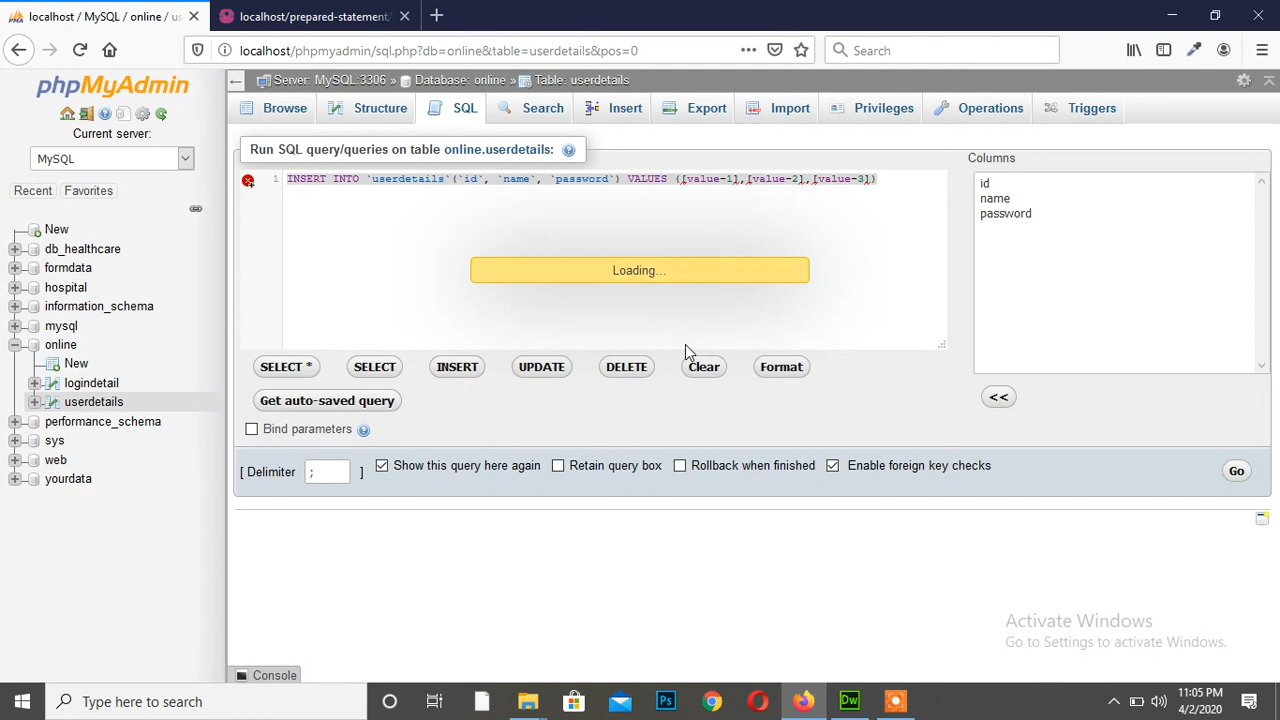 localhost / MySQL / online / us
localhost/prepared-statement/
localhost/phpmyadmin/sql.php?db=online&table=userdetails&pos=0
Search
phpMyAdmin
Current server:
MySQL
Recent
Favorites
New
db_healthcare
formdata
hospital
information_schema
mysql
online
New
logindetail
userdetails
performance_schema
sys
web
yourdata
Server: MySQL:3306 » Database: online » Table: userdetails
Browse
Structure
SQL
Search
Insert
Export
Import
Privileges
Operations
Triggers
Run SQL query/queries on table online.userdetails:
1
INSERT INTO `userdetails`(`id`, `name`, `password`) VALUES ([value-1],[value-2],[value-3])
Loading...
Columns
id
name
password
SELECT *
SELECT
INSERT
UPDATE
DELETE
Clear
Format
<<
Get auto-saved query
Bind parameters
[ Delimiter ; ]
Show this query here again
Retain query box
Rollback when finished
Enable foreign key checks
Go
Activate Windows
Go to Settings to activate Windows.
Console
Type here to search
Ps
Dw
11:05 PM
4/2/2020